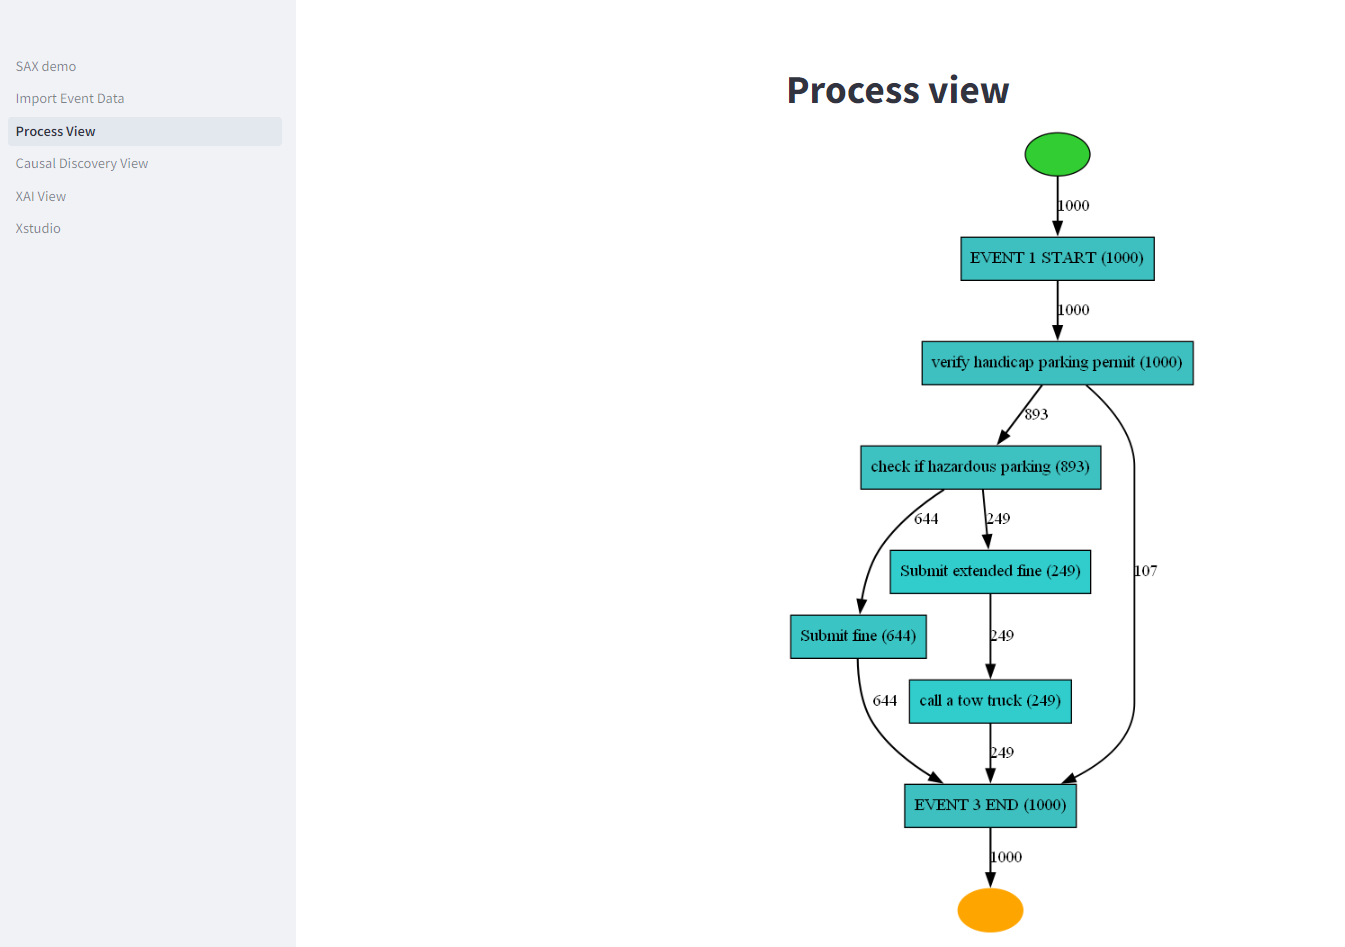 SAX demo
Import Event Data
Process View
Causal Discovery View
XAI View
Xstudio
Process view
1000
EVENT 1 START (1000)
1000
verify handicap parking permit (1000)
893
check if hazardous parking (893)
644
249
Submit extended fine (249)
107
Submit fine (644)
249
644
call a tow truck (249)
249
EVENT 3 END (1000)
1000